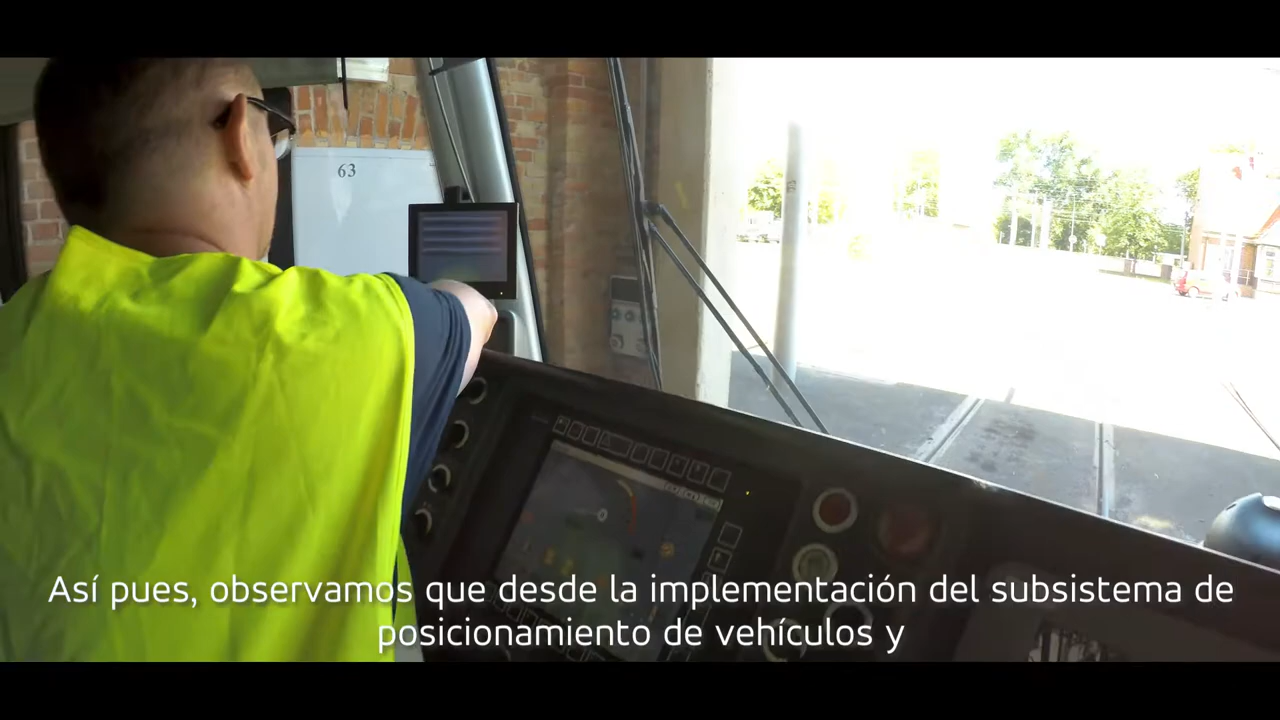 63
Así pues, observamos que desde la implementación del subsistema de
posicionamiento de vehículos y